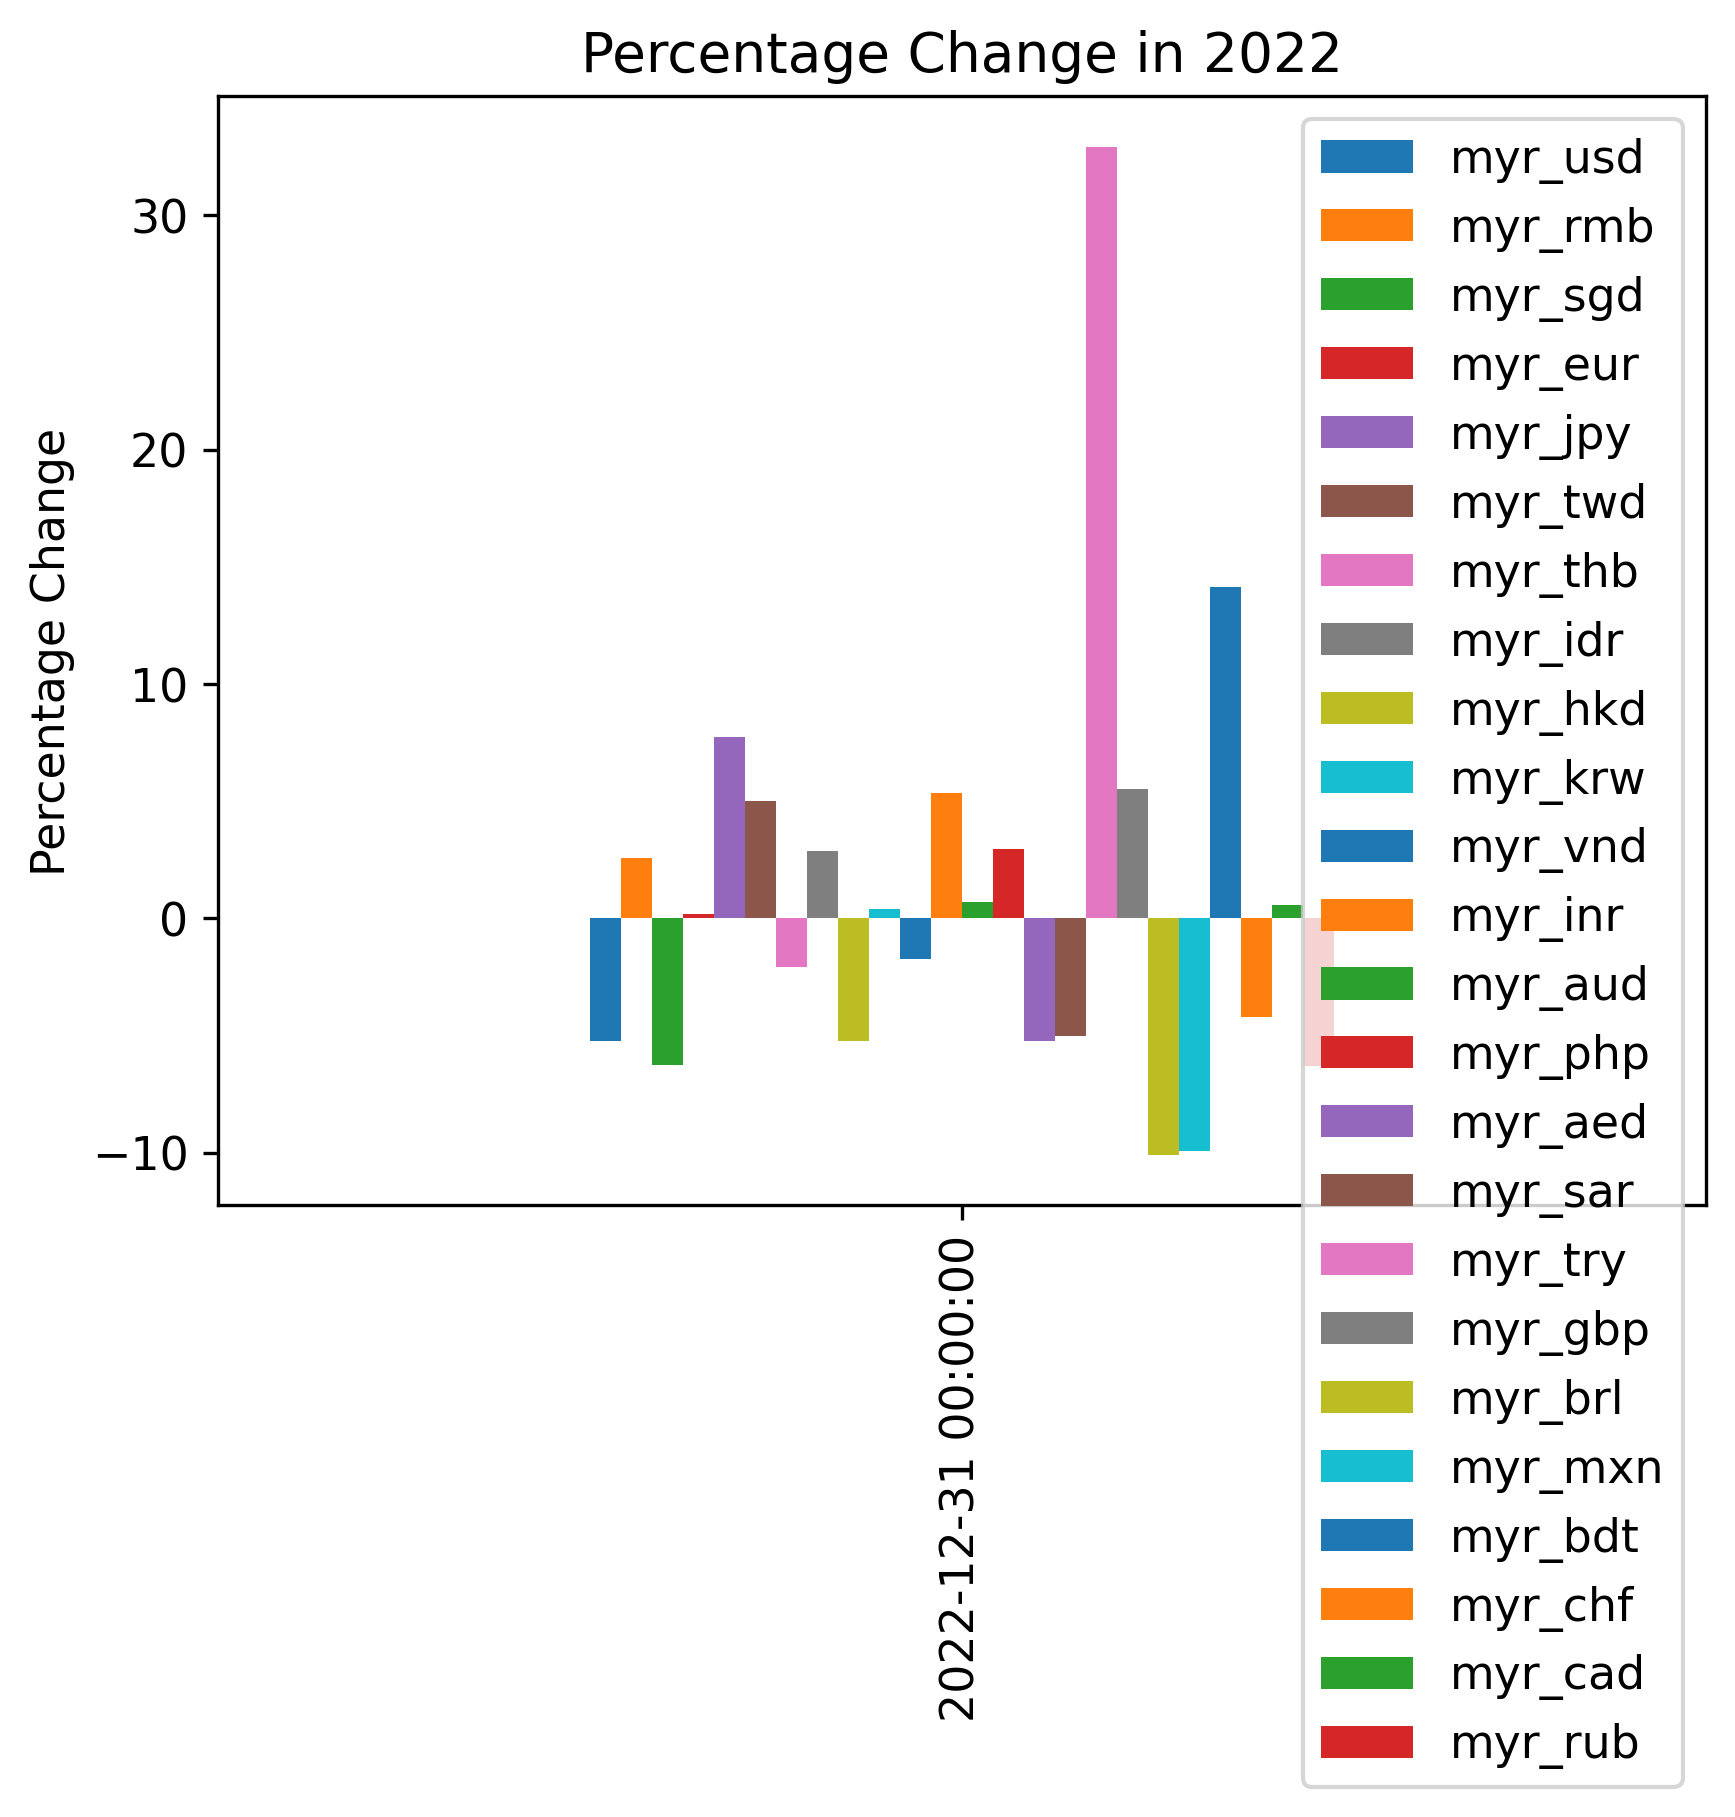 Percentage Change in 2022
Percentage Change
30
20
10
0
−10
2022-12-31 00:00:00
myr_usd
myr_rmb
myr_sgd
myr_eur
myr_jpy
myr_twd
myr_thb
myr_idr
myr_hkd
myr_krw
myr_vnd
myr_inr
myr_aud
myr_php
myr_aed
myr_sar
myr_try
myr_gbp
myr_brl
myr_mxn
myr_bdt
myr_chf
myr_cad
myr_rub